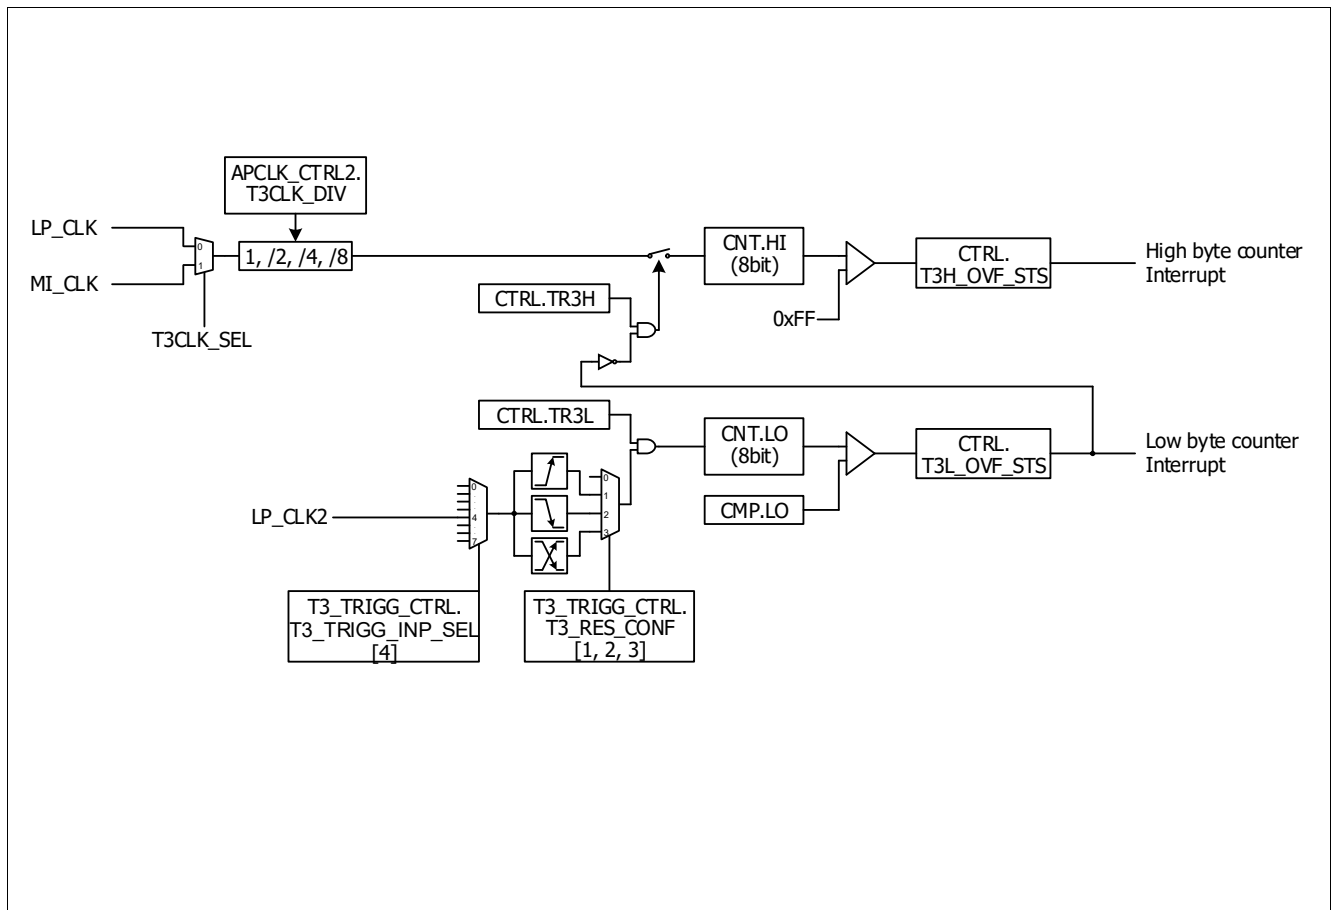 APCLK_CTRL2.
T3CLK_DIV
LP_CLK
0
1, /2, /4, /8
1
MI_CLK
T3CLK_SEL
CNT.HI
(8bit)
CTRL.
T3H_OVF_STS
High byte counter
Interrupt
CTRL.TR3H
0xFF
CTRL.TR3L
CNT.LO
(8bit)
CTRL.
T3L_OVF_STS
Low byte counter
Interrupt
0
4
7
0
1
2
3
LP_CLK2
CMP.LO
T3_TRIGG_CTRL.
T3_TRIGG_INP_SEL
[4]
T3_TRIGG_CTRL.
T3_RES_CONF
[1, 2, 3]